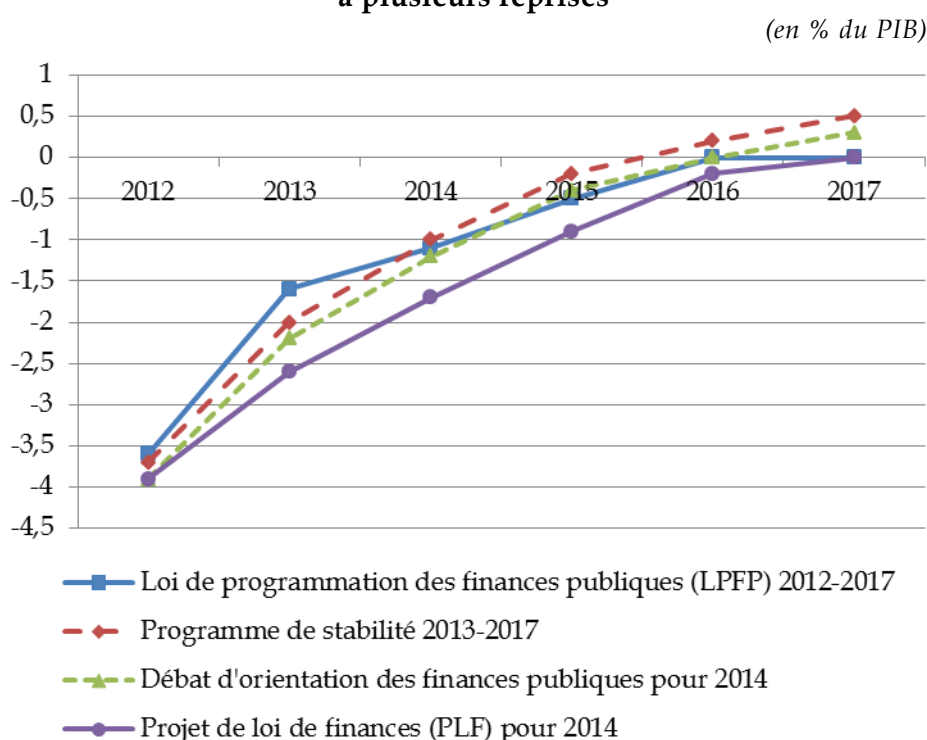 à plusieurs reprises
(en % du PIB)
1
0,5
0
-0,5
-1
-1,5
-2
-2,5
-3
-3,5
-4
-4,5
2012 2013 2014 2015 2016 2017
Loi de programmation des finances publiques (LPFP) 2012-2017
Programme de stabilité 2013-2017
Débat d'orientation des finances publiques pour 2014
Projet de loi de finances (PLF) pour 2014